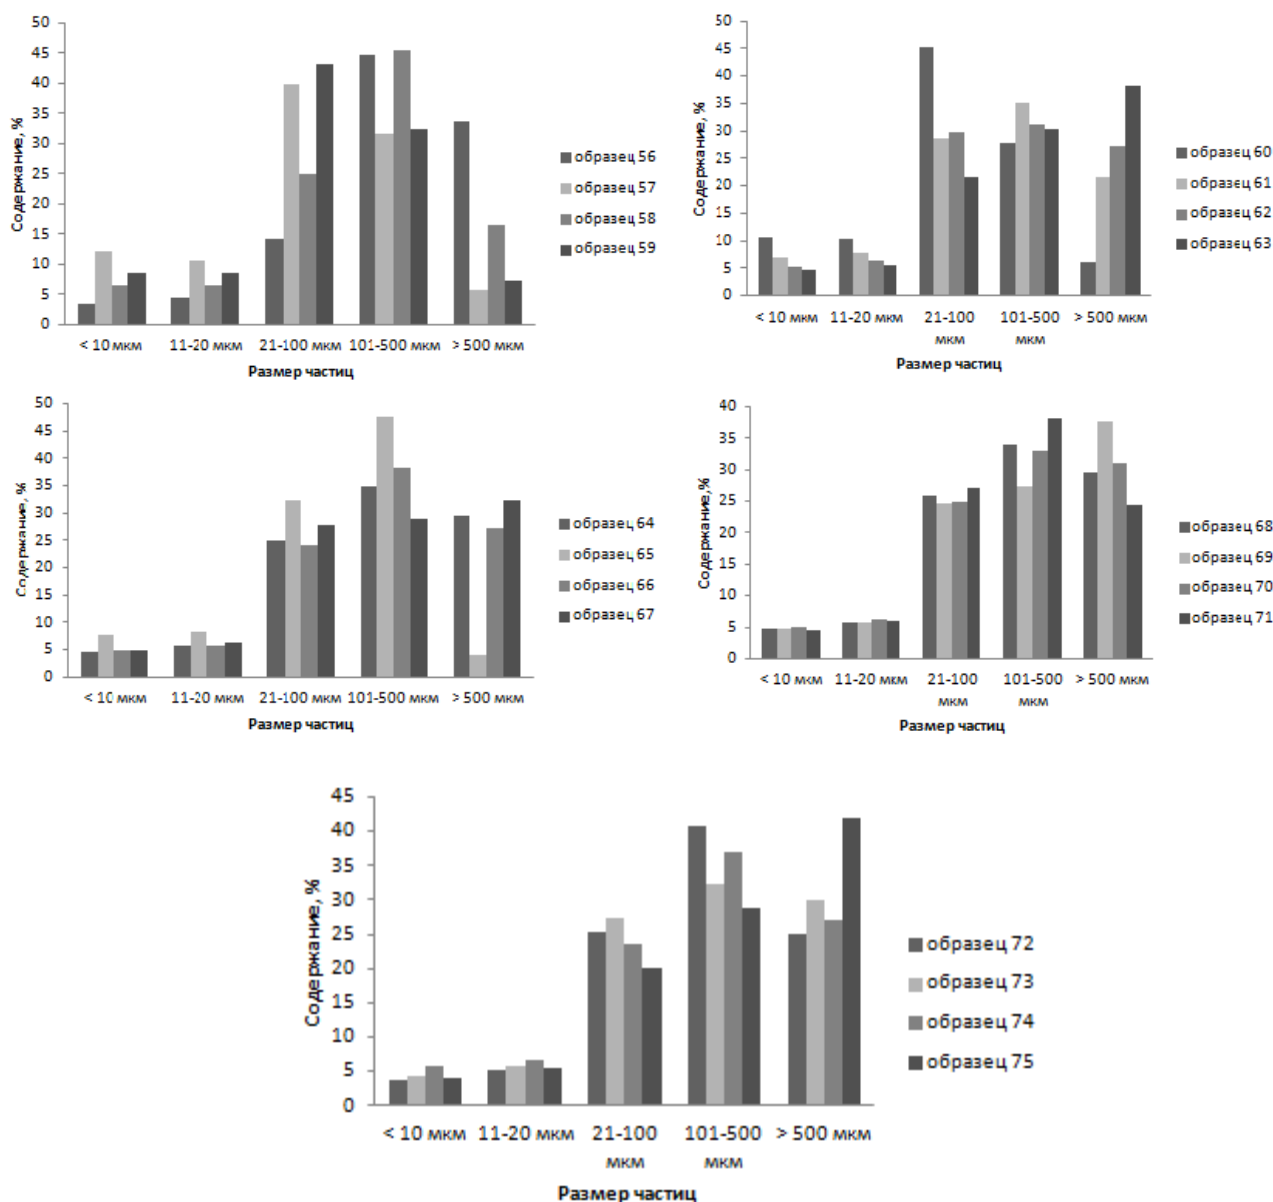 50
45
40
35
30
25
20
15
10
5
0
Содержание, %
< 10 мкм 11-20 мкм 21-100 мкм 101-500 мкм > 500 мкм
Размер частиц
образец 56
образец 57
образец 58
образец 59
50
45
40
35
30
25
20
15
10
5
0
Содержание, %
< 10 мкм 11-20 мкм 21-100 101-500 > 500 мкм
мкм мкм
Размер частиц
образец 60
образец 61
образец 62
образец 63
50
45
40
35
30
25
20
15
10
5
0
Содержание, %
< 10 мкм 11-20 мкм 21-100 мкм 101-500 мкм > 500 мкм
Размер частиц
образец 64
образец 65
образец 66
образец 67
40
35
30
25
20
15
10
5
0
Содержание, %
< 10 мкм 11-20 мкм 21-100 101-500 > 500 мкм
мкм мкм
Размер частиц
образец 68
образец 69
образец 70
образец 71
45
40
35
30
25
20
15
10
5
0
Содержание, %
< 10 мкм 11-20 мкм 21-100 101-500 > 500 мкм
мкм мкм
Размер частиц
образец 72
образец 73
образец 74
образец 75